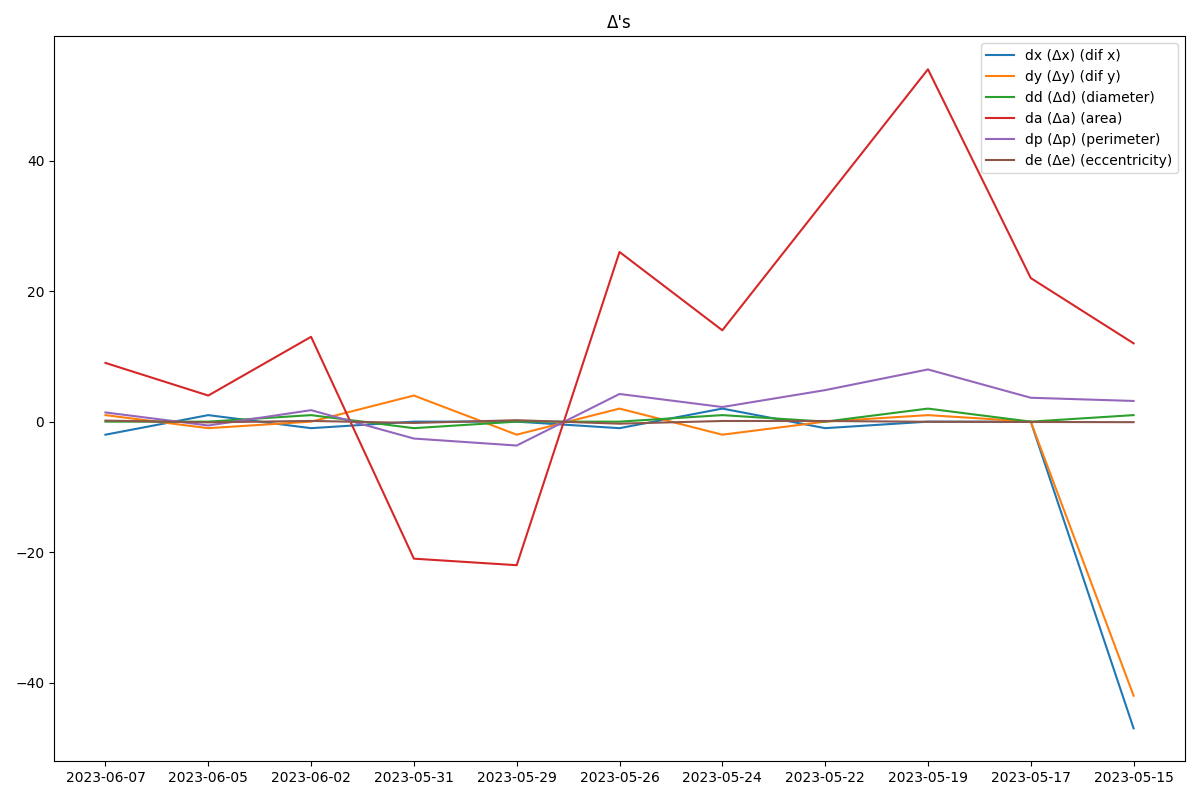 Δ's
dx (Δx) (dif x)
dy (Δy) (dif y)
dd (Δd) (diameter)
da (Δa) (area)
dp (Δp) (perimeter)
de (Δe) (eccentricity)
40
20
0
−20
−40
2023-06-07 2023-06-05 2023-06-02 2023-05-31 2023-05-29 2023-05-26 2023-05-24 2023-05-22 2023-05-19 2023-05-17 2023-05-15